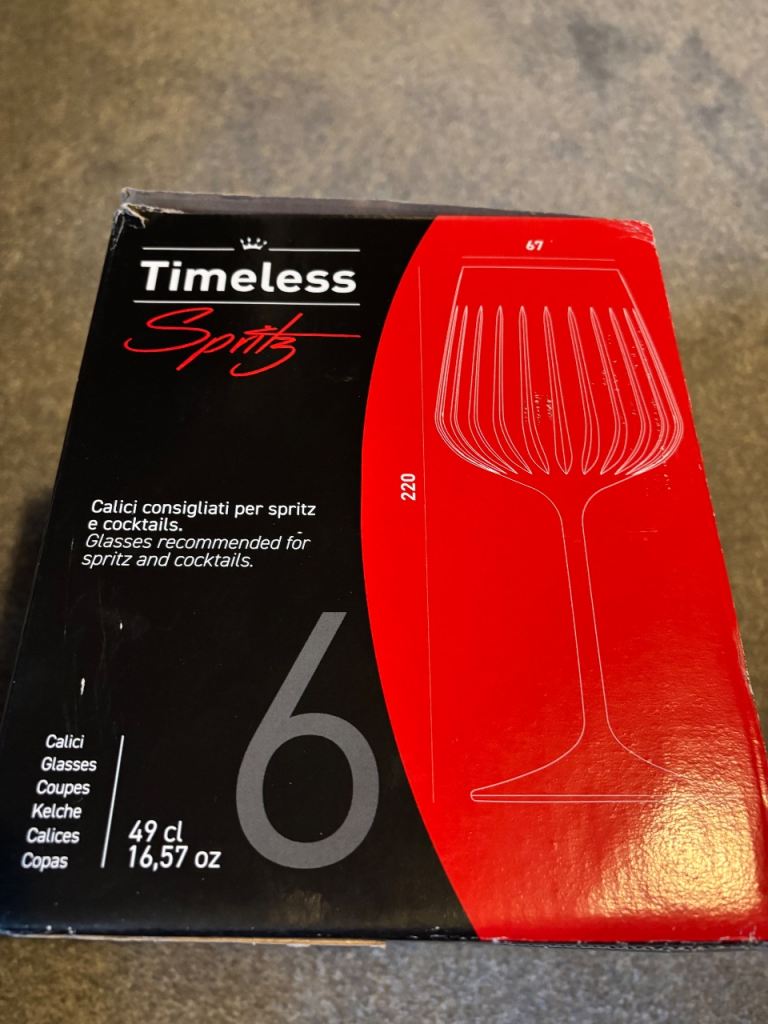 Timeless
Spritz
67
220
Calici consigliati per spritz
e cocktails.
Glasses recommended for
spritz and cocktails.
6
Calici
Glasses
Coupes
Kelche
Calices
Copas
49 cl
16,57 oz